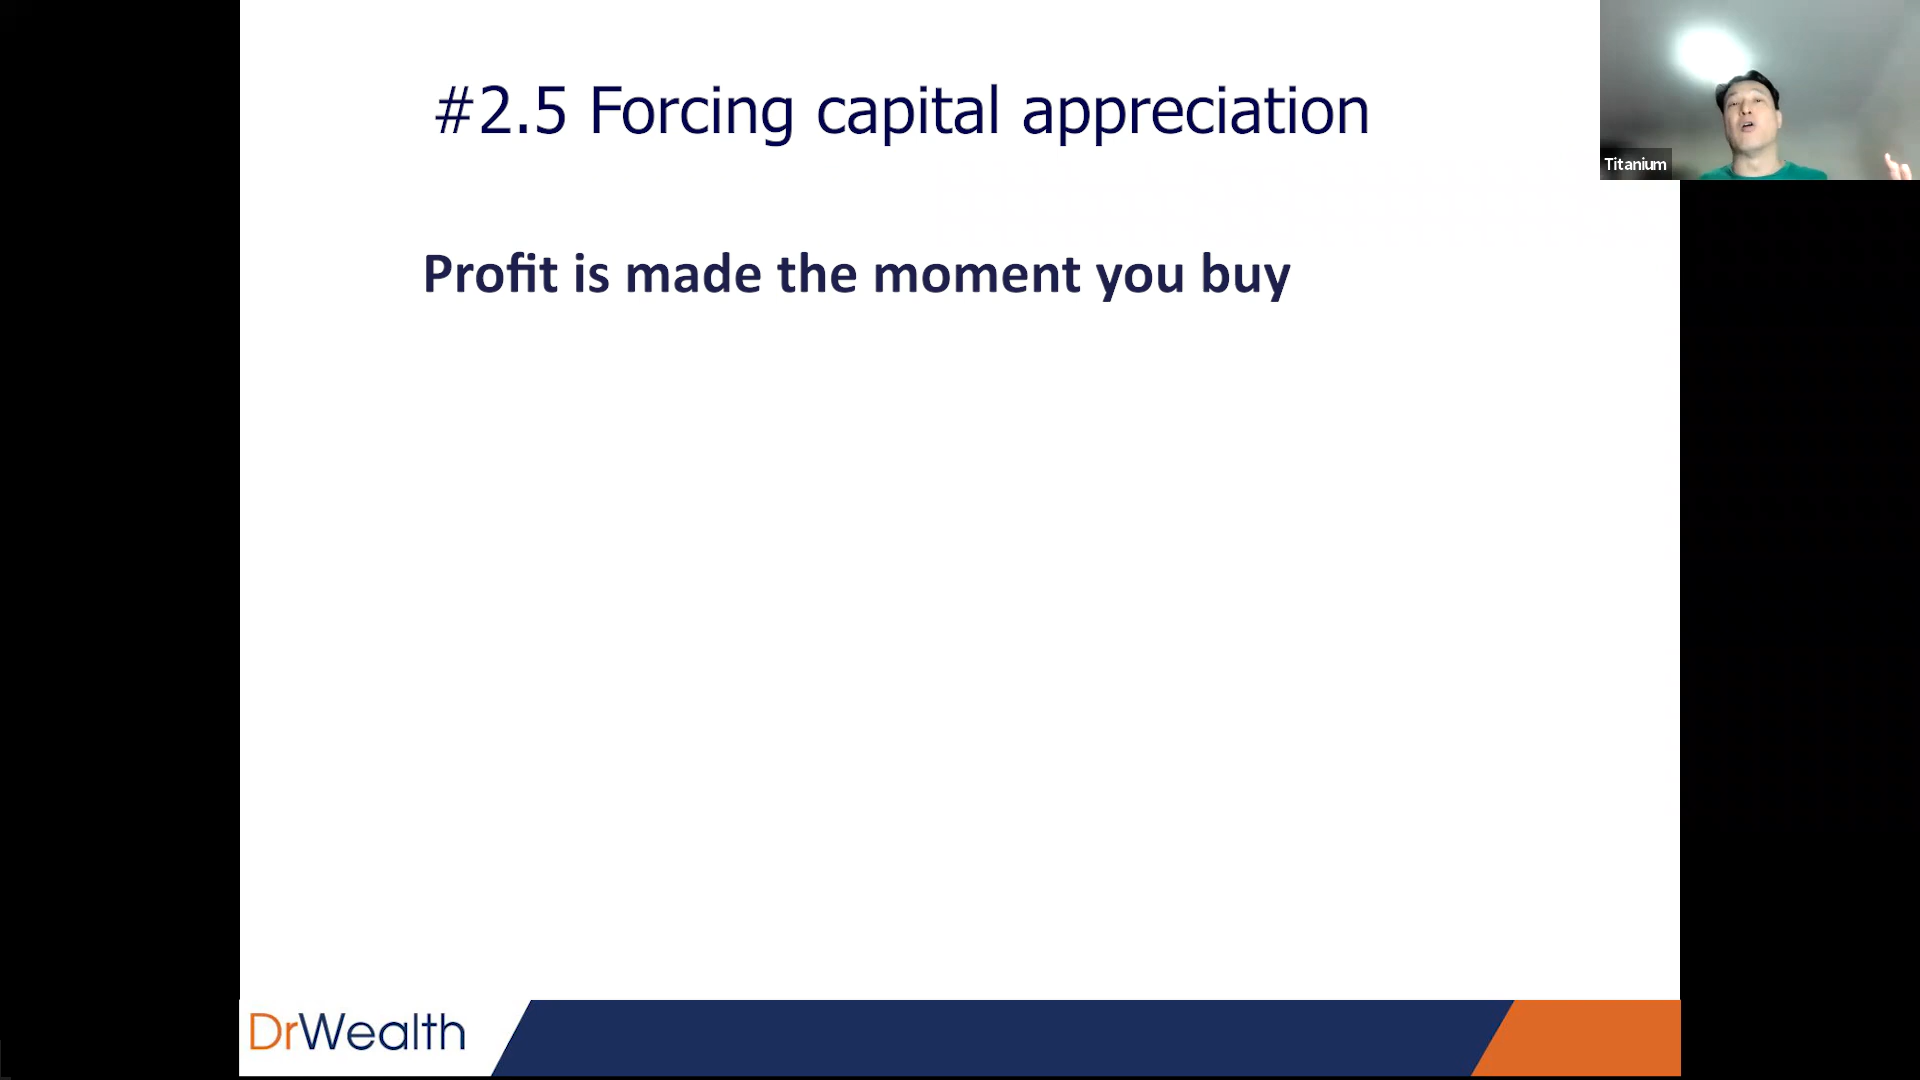 #2.5 Forcing capital appreciation
Titanium
Profit is made the moment you buy
DrWealth